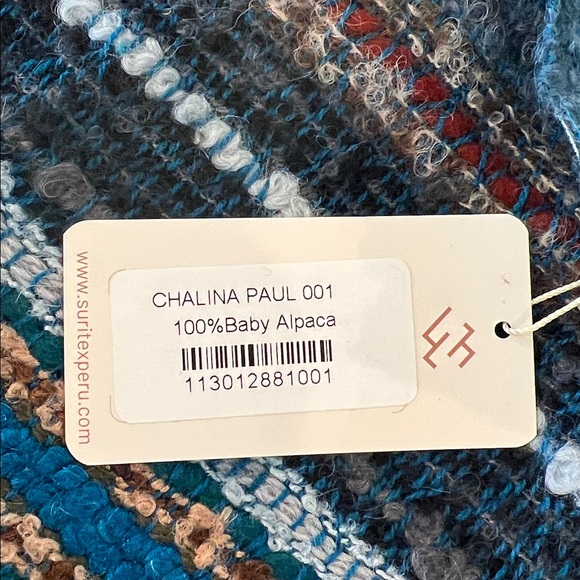 CHALINA PAUL 001
100%Baby Alpaca
113012881001
www.suritexperu.com